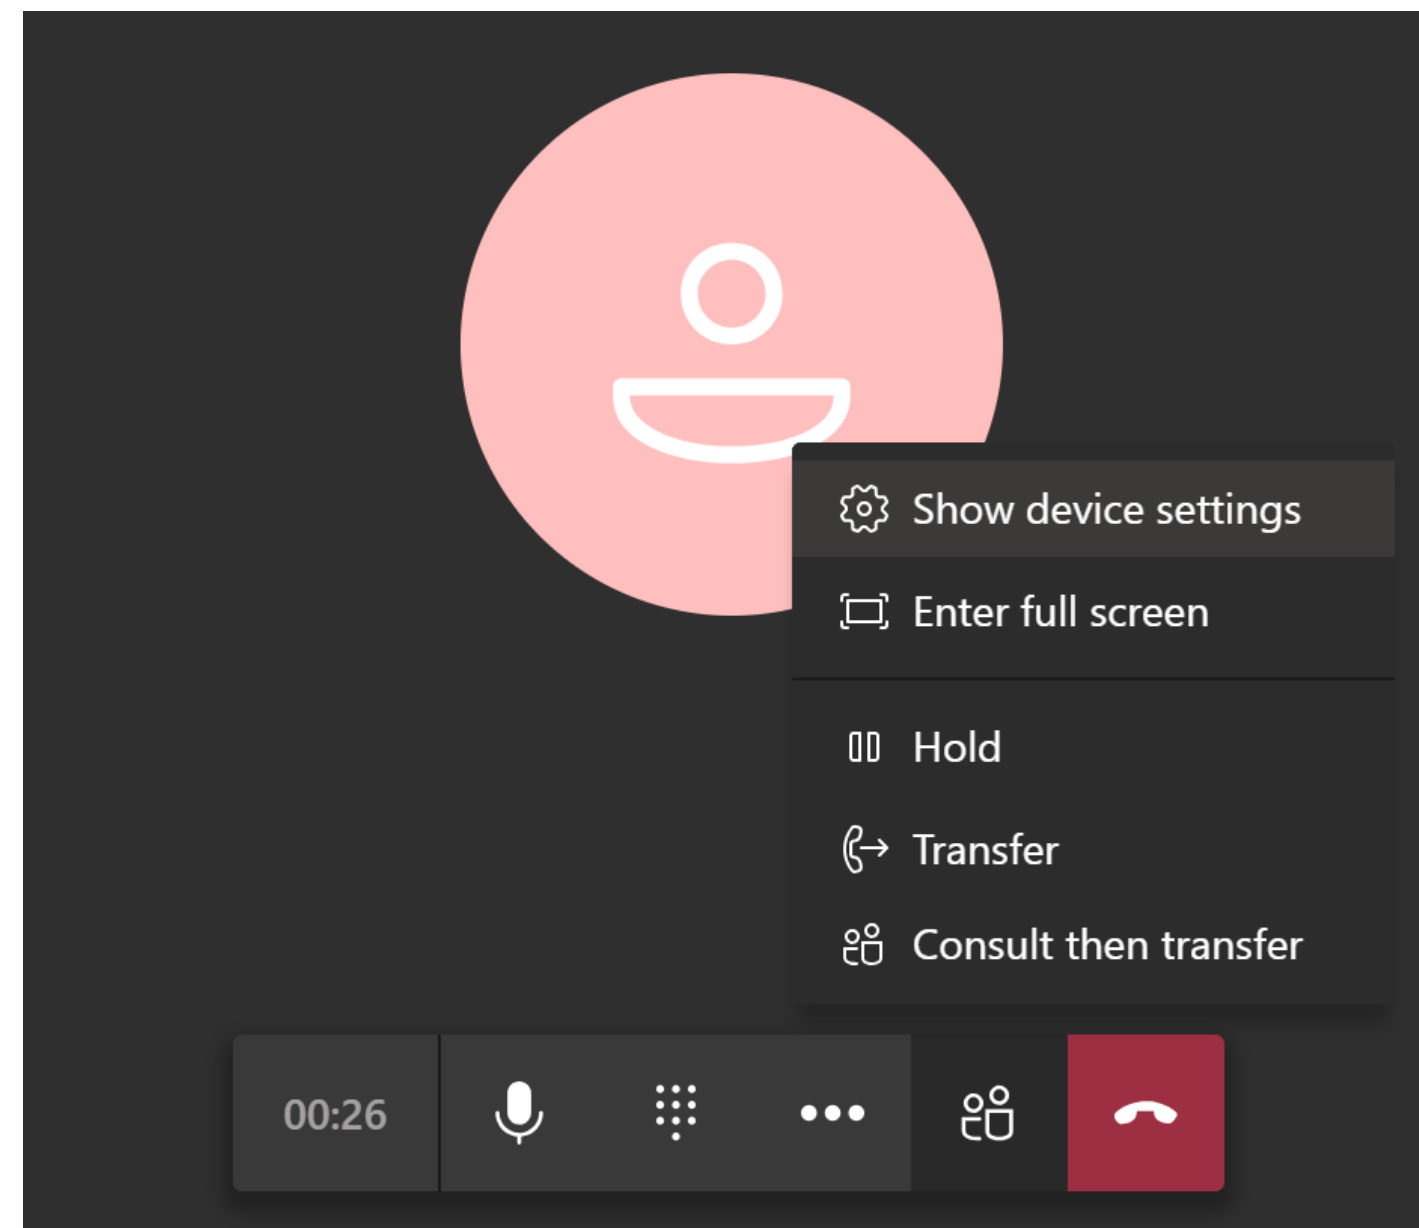 Show device settings
Enter full screen
Hold
Transfer
Consult then transfer
00:26